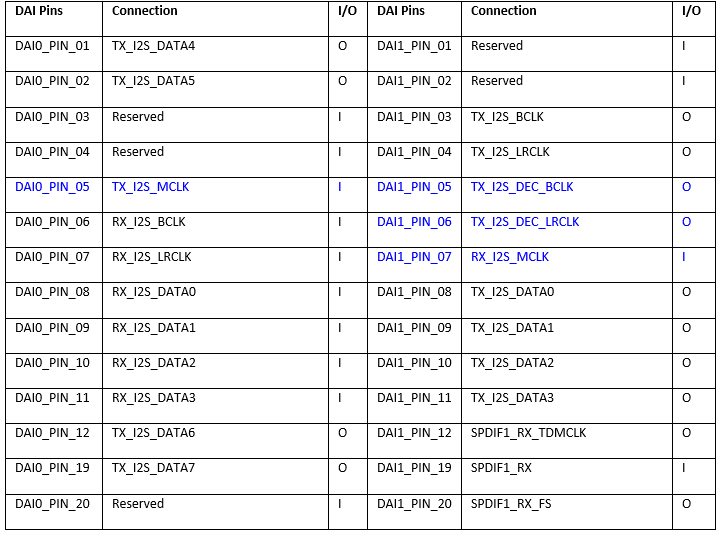 DAI Pins Connection I/O DAI Pins Connection I/O
DAI0_PIN_01 TX_I2S_DATA4 O DAI1_PIN_01 Reserved I
DAI0_PIN_02 TX_I2S_DATA5 O DAI1_PIN_02 Reserved I
DAI0_PIN_03 Reserved I DAI1_PIN_03 TX_I2S_BCLK O
DAI0_PIN_04 Reserved I DAI1_PIN_04 TX_I2S_LRCLK O
DAI0_PIN_05 TX_I2S_MCLK I DAI1_PIN_05 TX_I2S_DEC_BCLK O
DAI0_PIN_06 RX_I2S_BCLK I DAI1_PIN_06 TX_I2S_DEC_LRCLK O
DAI0_PIN_07 RX_I2S_LRCLK I DAI1_PIN_07 RX_I2S_MCLK I
DAI0_PIN_08 RX_I2S_DATA0 I DAI1_PIN_08 TX_I2S_DATA0 O
DAI0_PIN_09 RX_I2S_DATA1 I DAI1_PIN_09 TX_I2S_DATA1 O
DAI0_PIN_10 RX_I2S_DATA2 I DAI1_PIN_10 TX_I2S_DATA2 O
DAI0_PIN_11 RX_I2S_DATA3 I DAI1_PIN_11 TX_I2S_DATA3 O
DAI0_PIN_12 TX_I2S_DATA6 O DAI1_PIN_12 SPDIF1_RX_TDMCLK O
DAI0_PIN_19 TX_I2S_DATA7 O DAI1_PIN_19 SPDIF1_RX I
DAI0_PIN_20 Reserved I DAI1_PIN_20 SPDIF1_RX_FS O